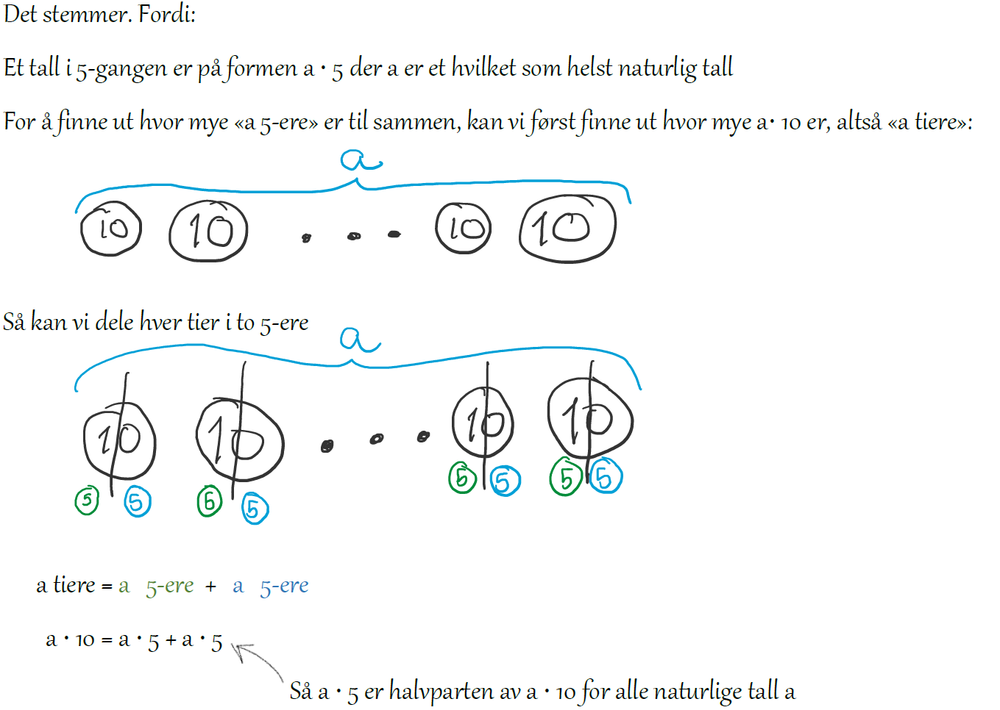 Det stemmer. Fordi:
Et tall i 5-gangen er på formen a · 5 der a er et hvilket som helst naturlig tall
For å finne ut hvor mye «a 5-ere» er til sammen, kan vi først finne ut hvor mye a· 10 er, altså «a tiere»:
a
10 10 . . . 10 10
Så kan vi dele hver tier i to 5-ere
a
10 10 . . . 10 10
5 5 5 5 5 5 5 5
a tiere = a 5-ere + a 5-ere
a · 10 = a · 5 + a · 5
Så a · 5 er halvparten av a · 10 for alle naturlige tall a